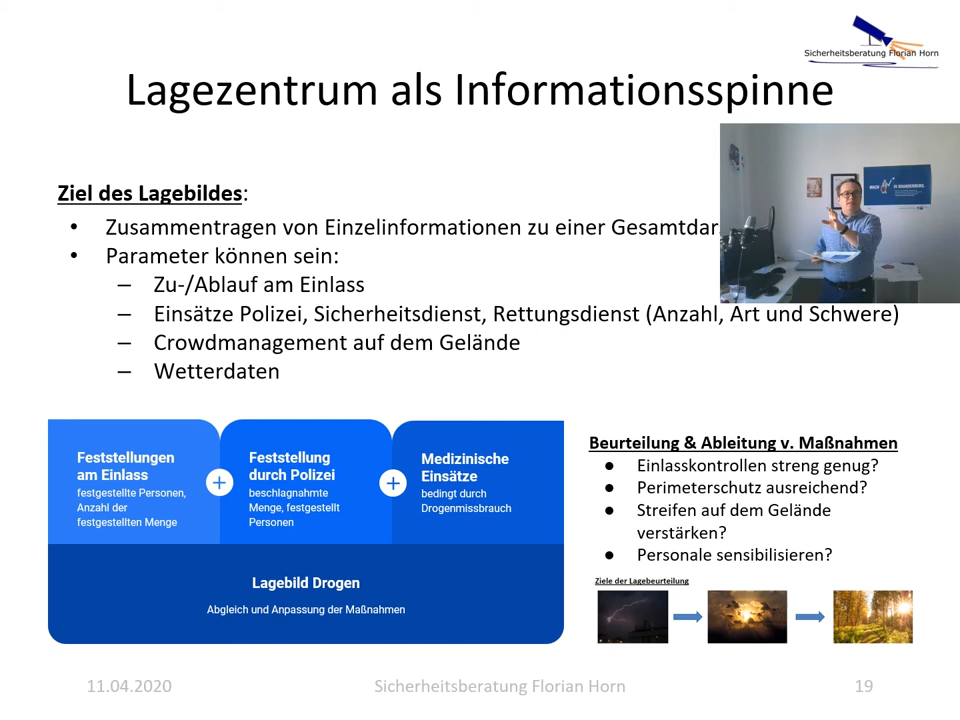 Sicherheitsberatung Florian Horn
Lagezentrum als Informationsspinne
Ziel des Lagebildes:
• Zusammentragen von Einzelinformationen zu einer
• Parameter können sein:
– Zu-/Ablauf am Einlass
– Einsätze Polizei, Sicherheitsdienst, Rettungsdienst (Anzahl, Art und Schwere)
– Crowdmanagement auf dem Gelände
– Wetterdaten
Feststellungen
am Einlass
festgestellte Personen,
Anzahl der
festgestellten Menge
+
Feststellung
durch Polizei
beschlagnahmte
Menge, festgestellt
Personen
+
Medizinische
Einsätze
bedingt durch
Drogenmissbrauch
Lagebild Drogen
Abgleich und Anpassung der Maßnahmen
Beurteilung & Ableitung v. Maßnahmen
● Einlasskontrollen streng genug?
● Perimeterschutz ausreichend?
● Streifen auf dem Gelände
verstärken?
● Personale sensibilisieren?
Ziele der Lagebeurteilung
11.04.2020
Sicherheitsberatung Florian Horn
19